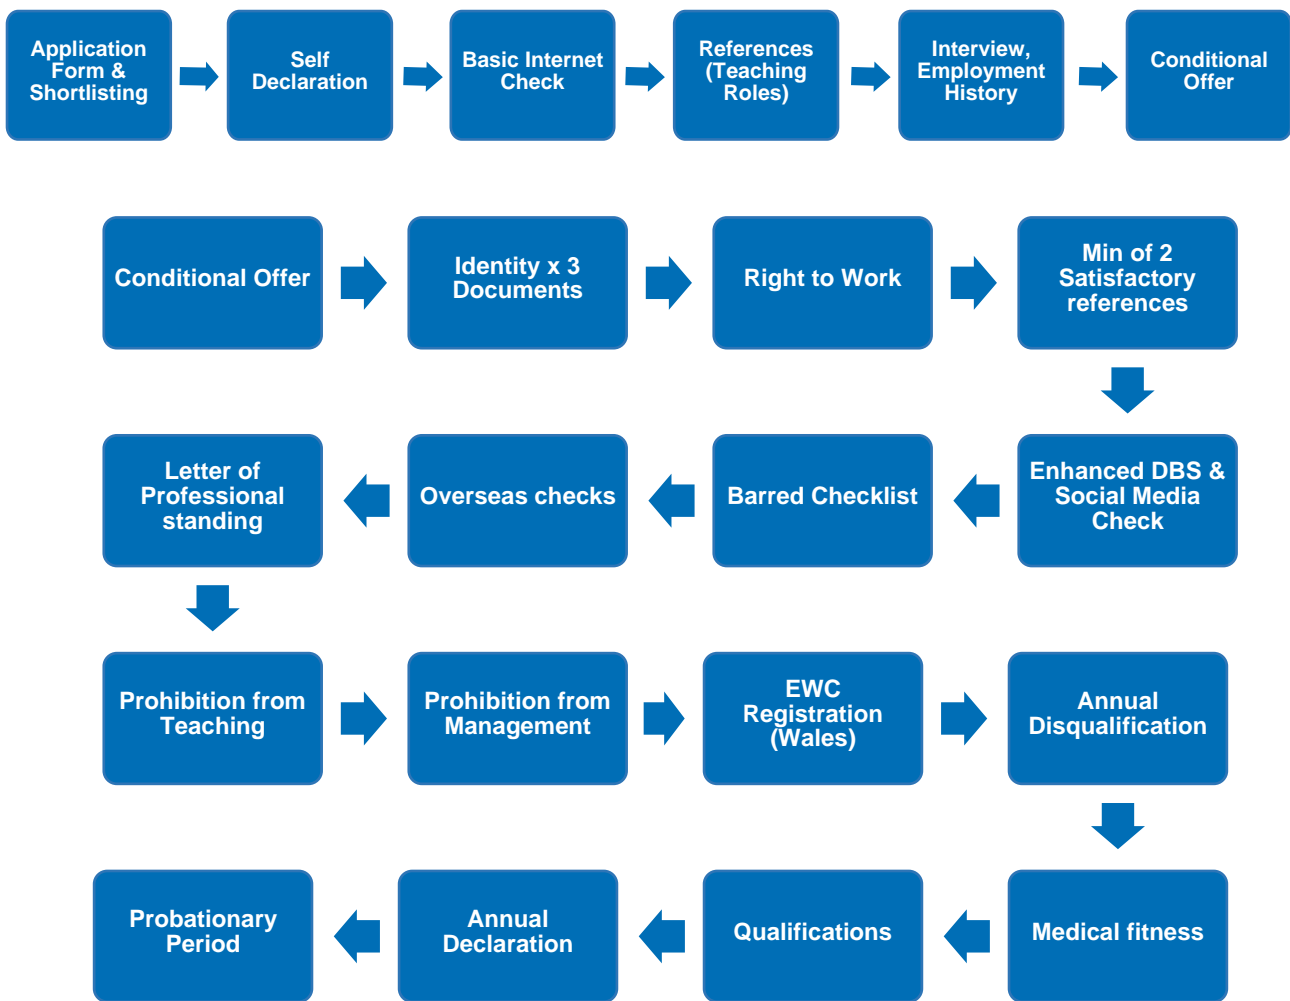 Application
Form &
Shortlisting
Self
Declaration
Basic Internet
Check
References
(Teaching
Roles)
Interview,
Employment
History
Conditional
Offer
Conditional Offer
Identity x 3
Documents
Right to Work
Min of 2
Satisfactory
references
Enhanced DBS &
Social Media
Check
Barred Checklist
Overseas checks
Letter of
Professional
standing
Prohibition from
Teaching
Prohibition from
Management
EWC
Registration
(Wales)
Annual
Disqualification
Medical fitness
Qualifications
Annual
Declaration
Probationary
Period